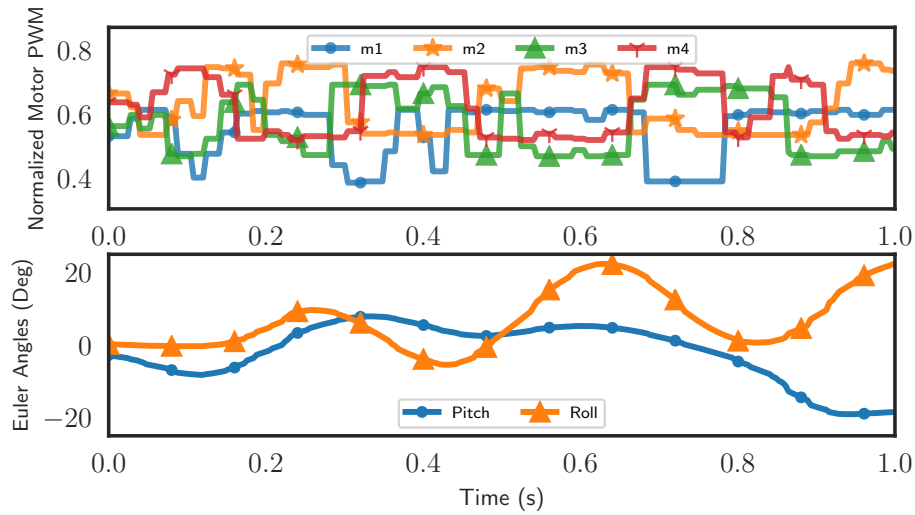 Normalized Motor PWM
0.8
0.6
0.4
m1 m2 m3 m4
0.0 0.2 0.4 0.6 0.8 1.0
Euler Angles (Deg)
20
0
−20
Pitch Roll
0.0 0.2 0.4 0.6 0.8 1.0
Time (s)